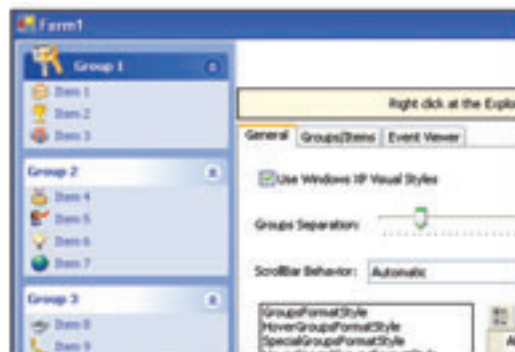 Form1
Group 1
Item 1
Item 2
Item 3
Group 2
Item 4
Item 5
Item 6
Item 7
Group 3
Item 8
Item 9
Right click at the Explo
General Groups/Items Event Viewer
Use Windows XP Visual Styles
Groups Separation:
ScrollBar Behavior: Automatic
GroupsFormatStyle
HoverGroupsFormatStyle
SpecialGroupsFormatStyle